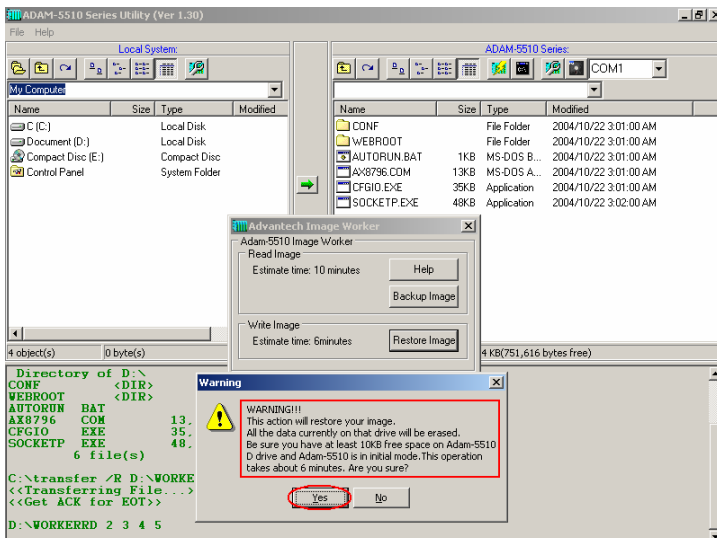 ADAM-5510 Series Utility (Ver 1.30)
File Help
Local System:
My Computer
Name Size Type Modified
C (C:) Local Disk
Document (D:) Local Disk
Compact Disc (E:) Compact Disc
Control Panel System Folder
4 object(s) 0 byte(s)
ADAM-5510 Series:
COM1
Name Size Type Modified
CONF File Folder 2004/10/22 3:01:00 AM
WEBROOT File Folder 2004/10/22 3:01:00 AM
AUTORUN.BAT 1KB MS-DOS B... 2004/10/22 3:01:00 AM
AX8796.COM 13KB MS-DOS A... 2004/10/22 3:01:00 AM
CFGIO.EXE 35KB Application 2004/10/22 3:01:00 AM
SOCKETP.EXE 48KB Application 2004/10/22 3:02:00 AM
4 KB(751,616 bytes free)
Advantech Image Worker
Adam-5510 Image Worker
Read Image
Estimate time: 10 minutes
Help
Backup Image
Write Image
Estimate time: 6minutes
Restore Image
Directory of D:\
CONF <DIR>
WEBROOT <DIR>
AUTORUN BAT
AX8796 COM 13,
CFGIO EXE 35,
SOCKETP EXE 48,
6 file(s)
C:\transfer /R D:\WORKE
<<Transferring File...>
<<Get ACK for EOT>>
D:\WORKERRD 2 3 4 5
Warning
WARNING!!!
This action will restore your image.
All the data currently on that drive will be erased.
Be sure you have at least 10KB free space on Adam-5510
D drive and Adam-5510 is in initial mode.This operation
takes about 6 minutes. Are you sure?
Yes
No